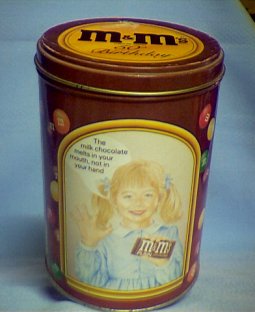 m&m's
50th Birthday
The
milk chocolate
melts in your
mouth, not in
your hand
m&m's